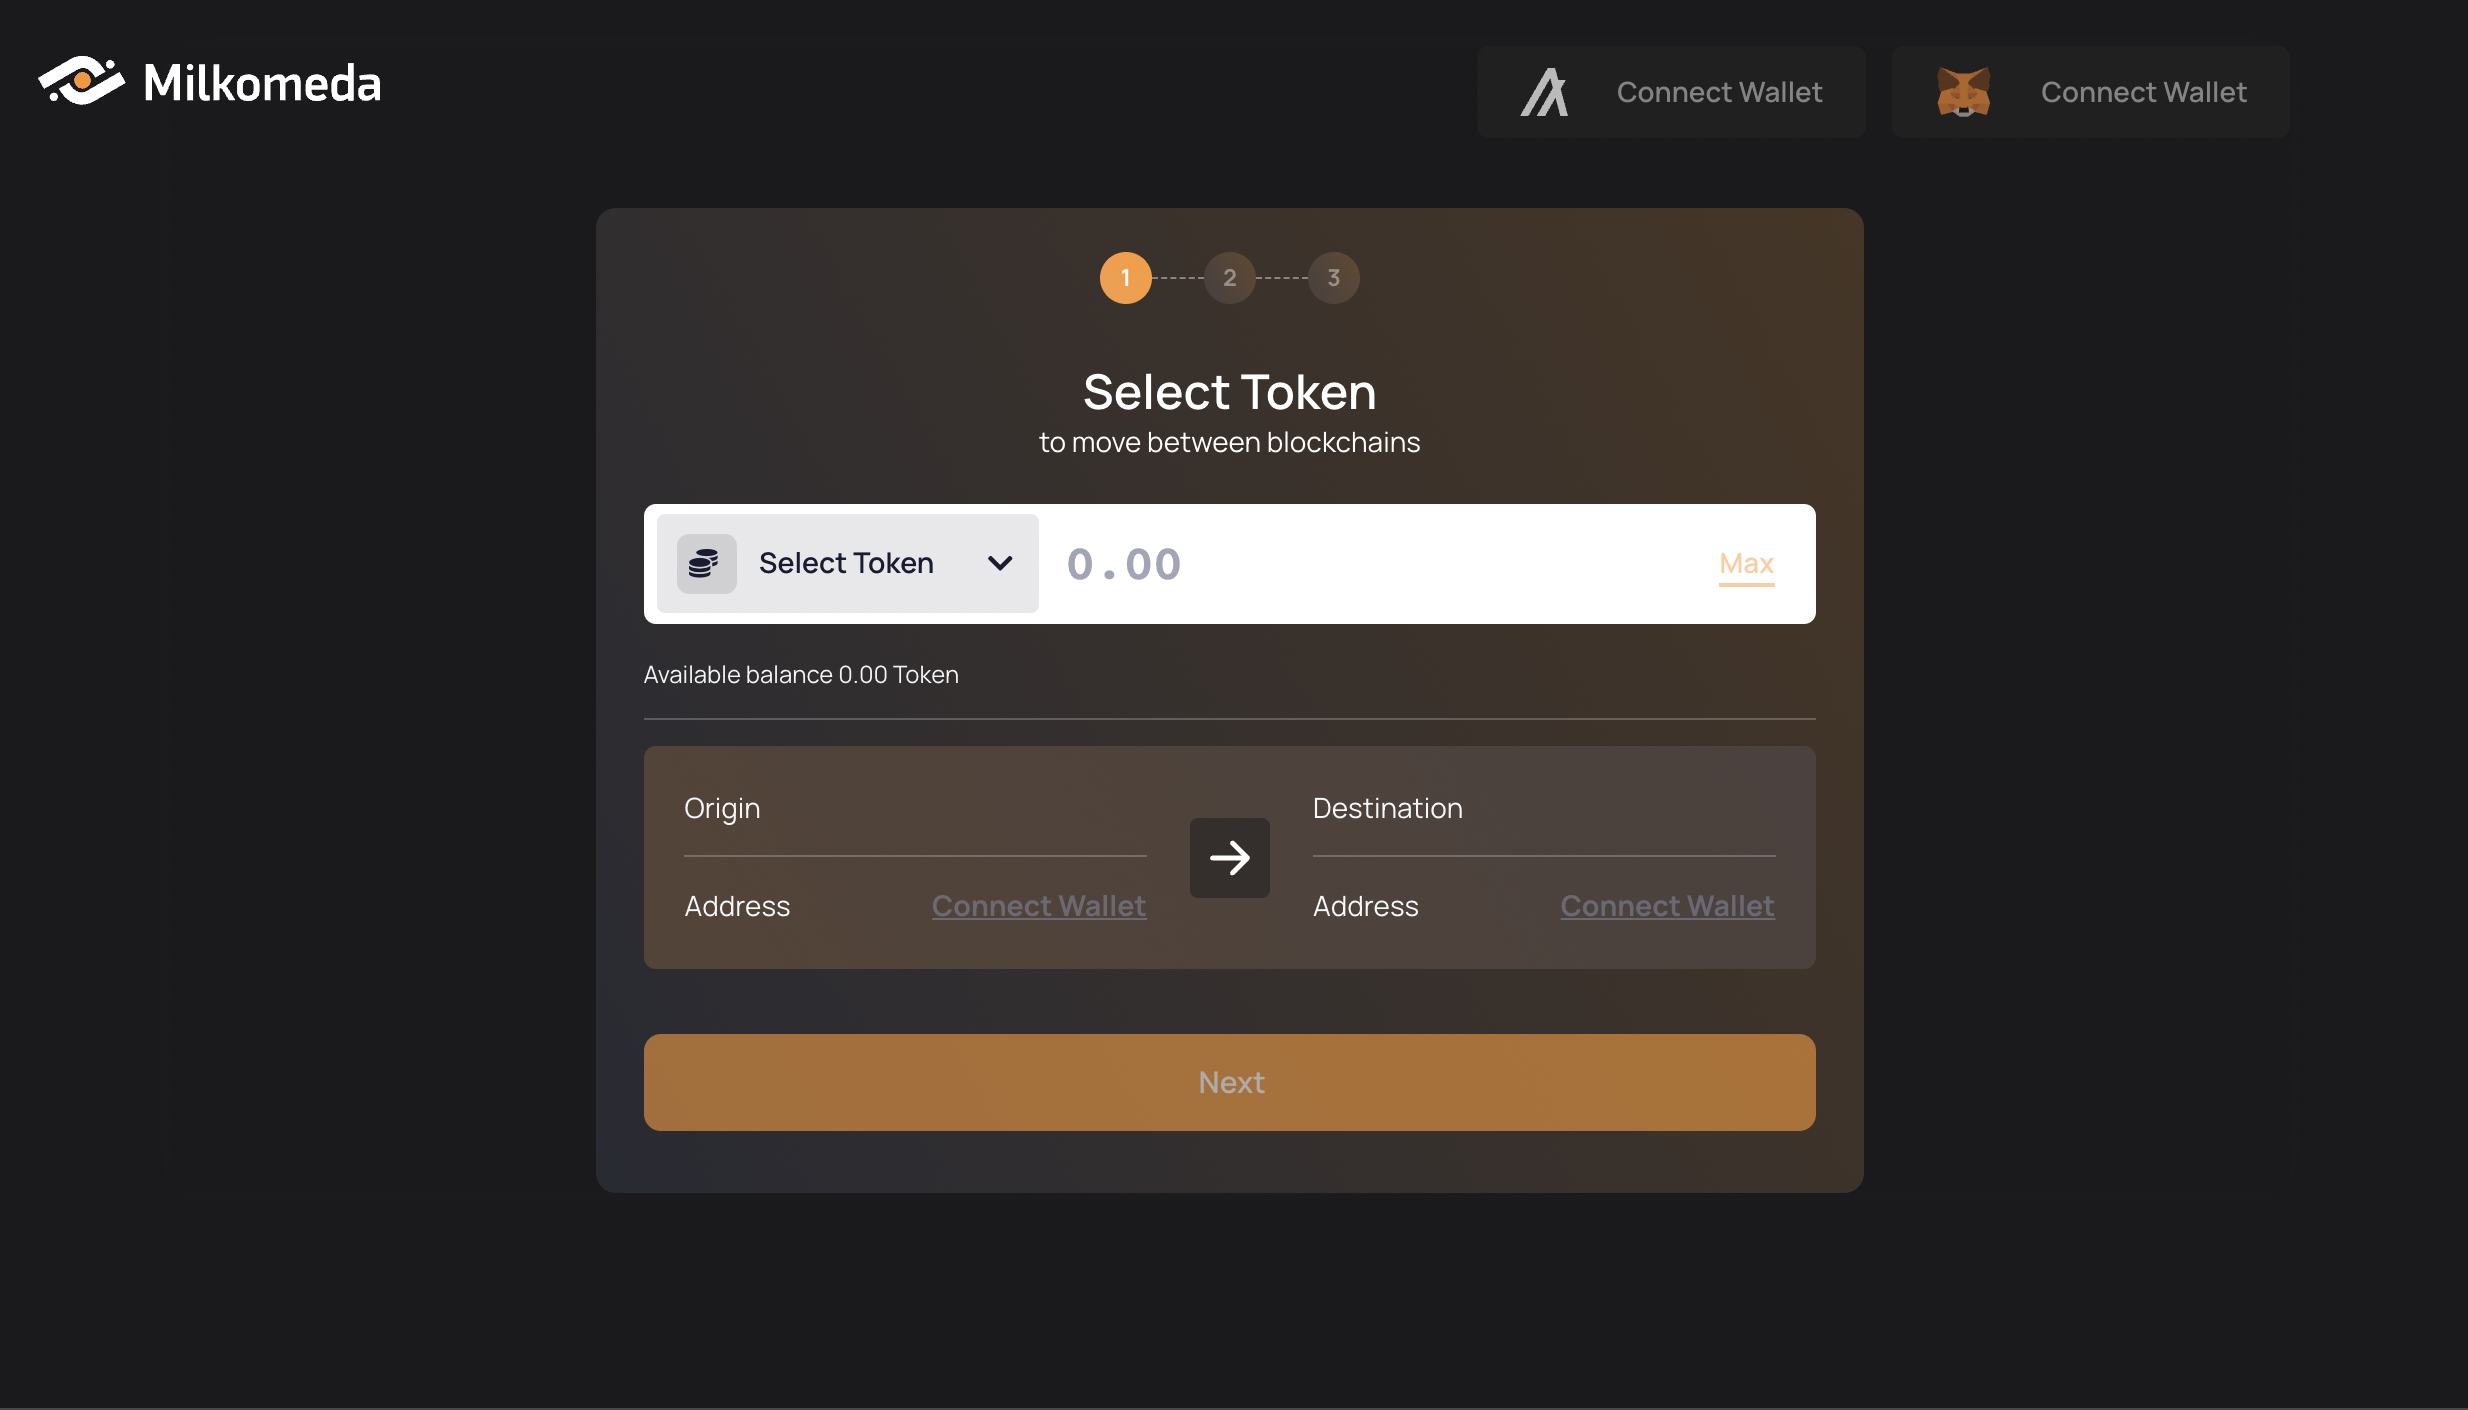 Milkomeda
Connect Wallet
Connect Wallet
1 2 3
Select Token
to move between blockchains
Select Token 0.00 Max
Available balance 0.00 Token
Origin Destination
Address Connect Wallet Address Connect Wallet
Next